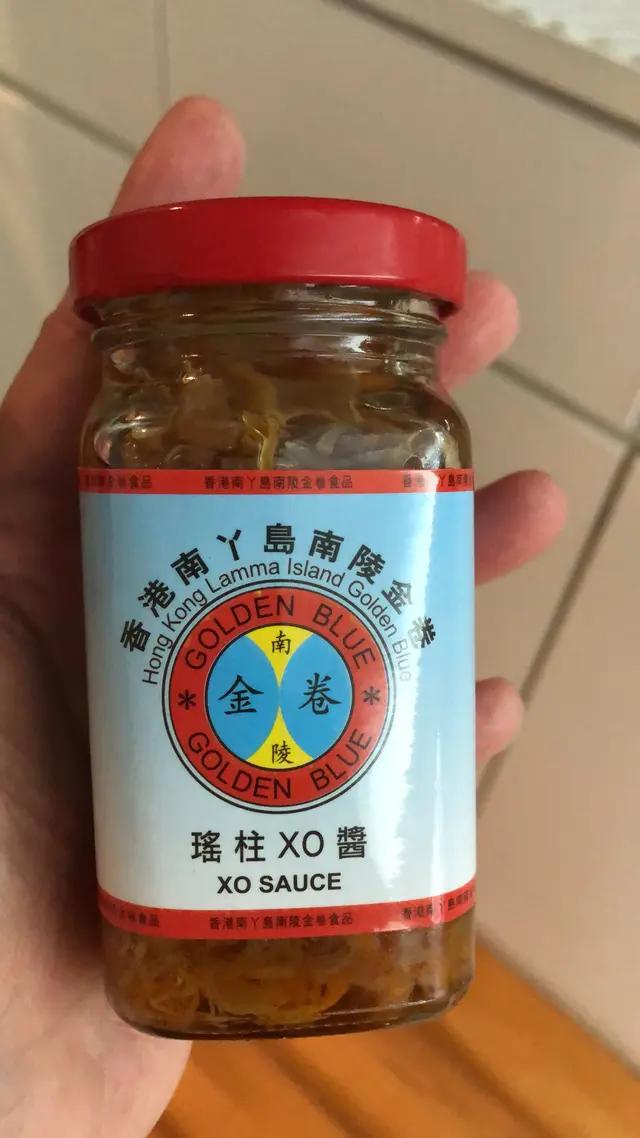 香港南丫島南陵金卷食品
香港南丫島南陵金卷
Hong Kong Lamma Island Golden Blue
GOLDEN BLUE
南
金 卷
陵
* *
GOLDEN BLUE
瑤柱XO醬
XO SAUCE
香港南丫島南陵金卷食品